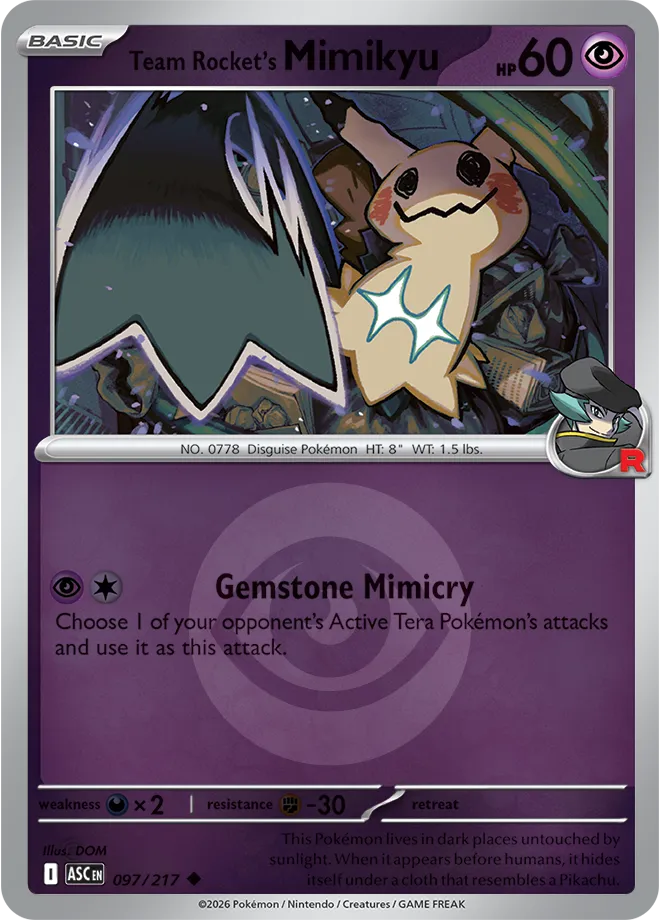 BASIC
Team Rocket's Mimikyu HP 60
NO. 0778 Disguise Pokémon HT: 8" WT: 1.5 lbs.
R
Gemstone Mimicry
Choose 1 of your opponent's Active Tera Pokémon's attacks
and use it as this attack.
weakness ×2 resistance -30 retreat
Illus. DOM
This Pokémon lives in dark places untouched by
sunlight. When it appears before humans, it hides
itself under a cloth that resembles a Pikachu.
I ASC EN 097/217
©2026 Pokémon / Nintendo / Creatures / GAME FREAK